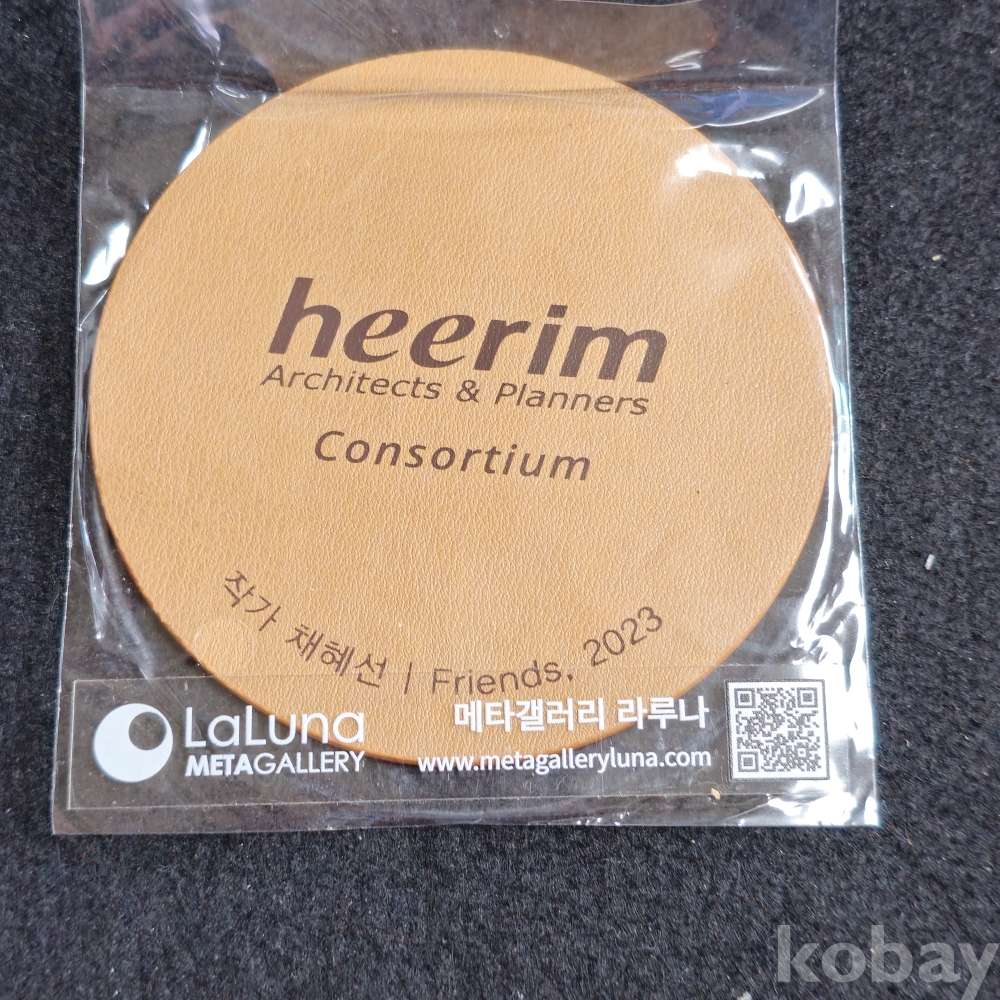 heerim
Architects & Planners
Consortium
작가 채혜선 | Friends, 2023
LaLuna
METAGALLERY
메타갤러리 라루나
www.metagalleryluna.com
kobay